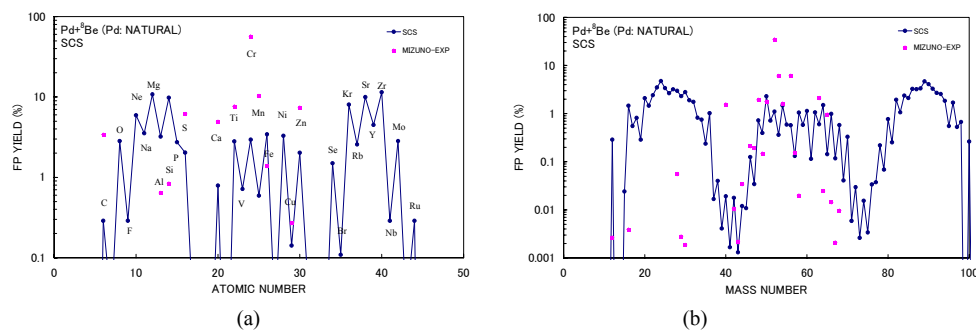 Pd+⁸Be (Pd: NATURAL)
SCS
SCS
MIZUNO-EXP
FP YIELD (%)
100
10
1
0.1
C
O
F
Ne
Na
Mg
Al
Si
P
S
Ca
Ti
V
Cr
Mn
Fe
Ni
Cu
Zn
Se
Br
Kr
Rb
Sr
Y
Zr
Nb
Mo
Ru
0 10 20 30 40 50
ATOMIC NUMBER
(a)
Pd+⁸Be (Pd: NATURAL)
SCS
SCS
MIZUNO-EXP
FP YIELD (%)
100
10
1
0.1
0.01
0.001
0 20 40 60 80 100
MASS NUMBER
(b)